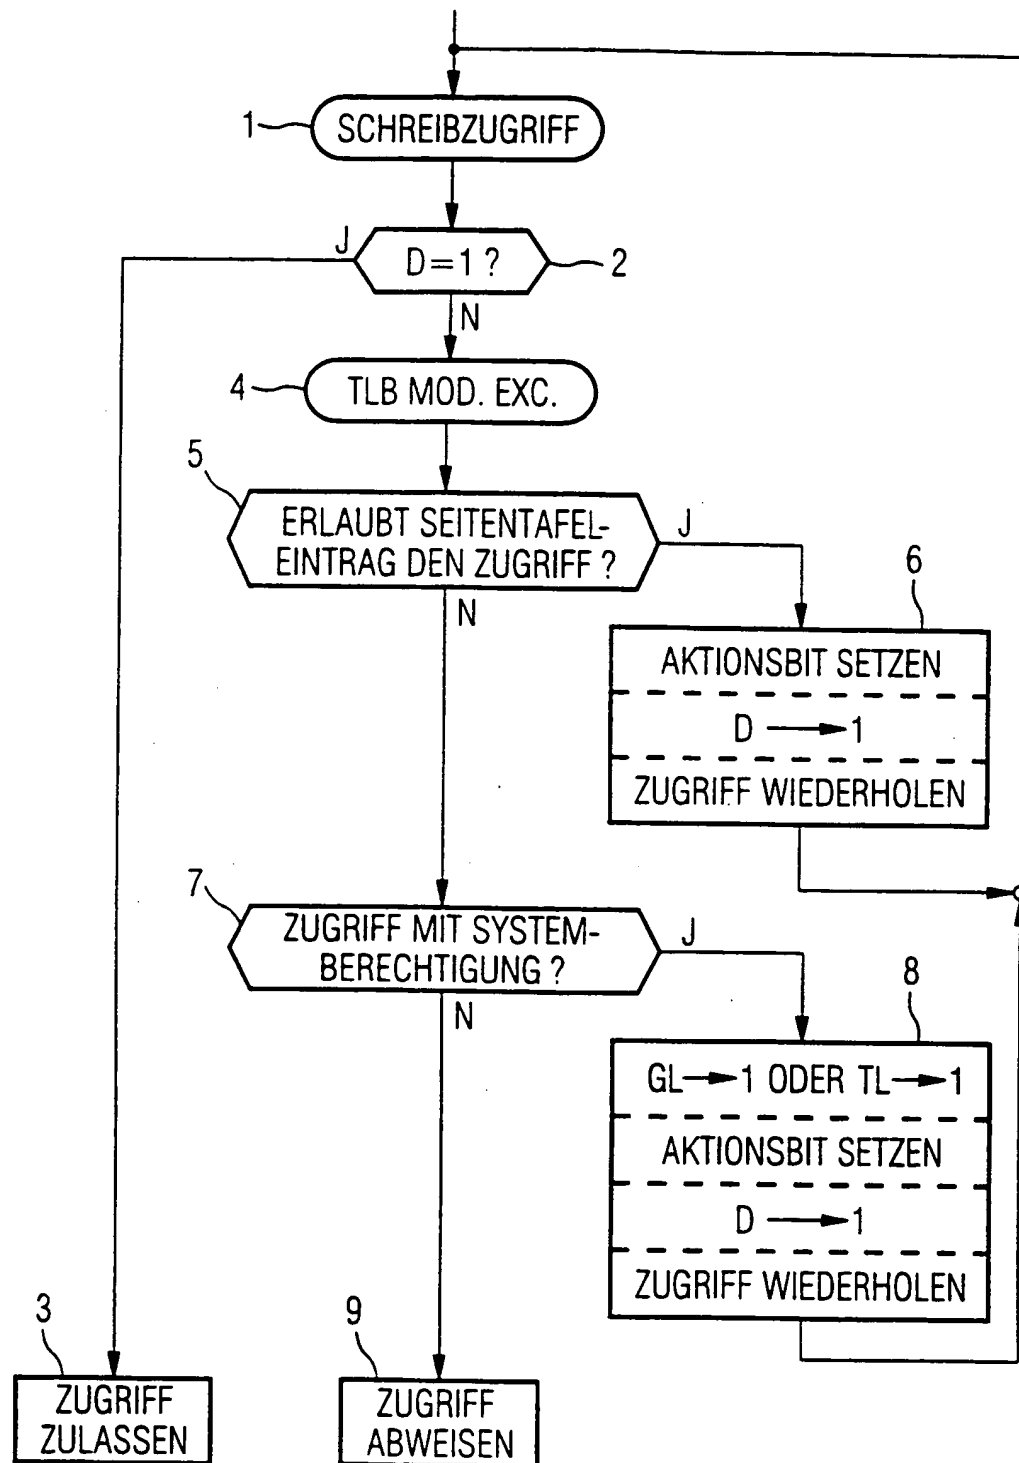 1
SCHREIBZUGRIFF
J
D=1 ?
2
N
4
TLB MOD. EXC.
5
ERLAUBT SEITENTAFEL-
EINTRAG DEN ZUGRIFF ?
J
N
6
AKTIONSBIT SETZEN
D → 1
ZUGRIFF WIEDERHOLEN
7
ZUGRIFF MIT SYSTEM-
BERECHTIGUNG ?
J
N
8
GL→1 ODER TL→1
AKTIONSBIT SETZEN
D → 1
ZUGRIFF WIEDERHOLEN
3
ZUGRIFF
ZULASSEN
9
ZUGRIFF
ABWEISEN